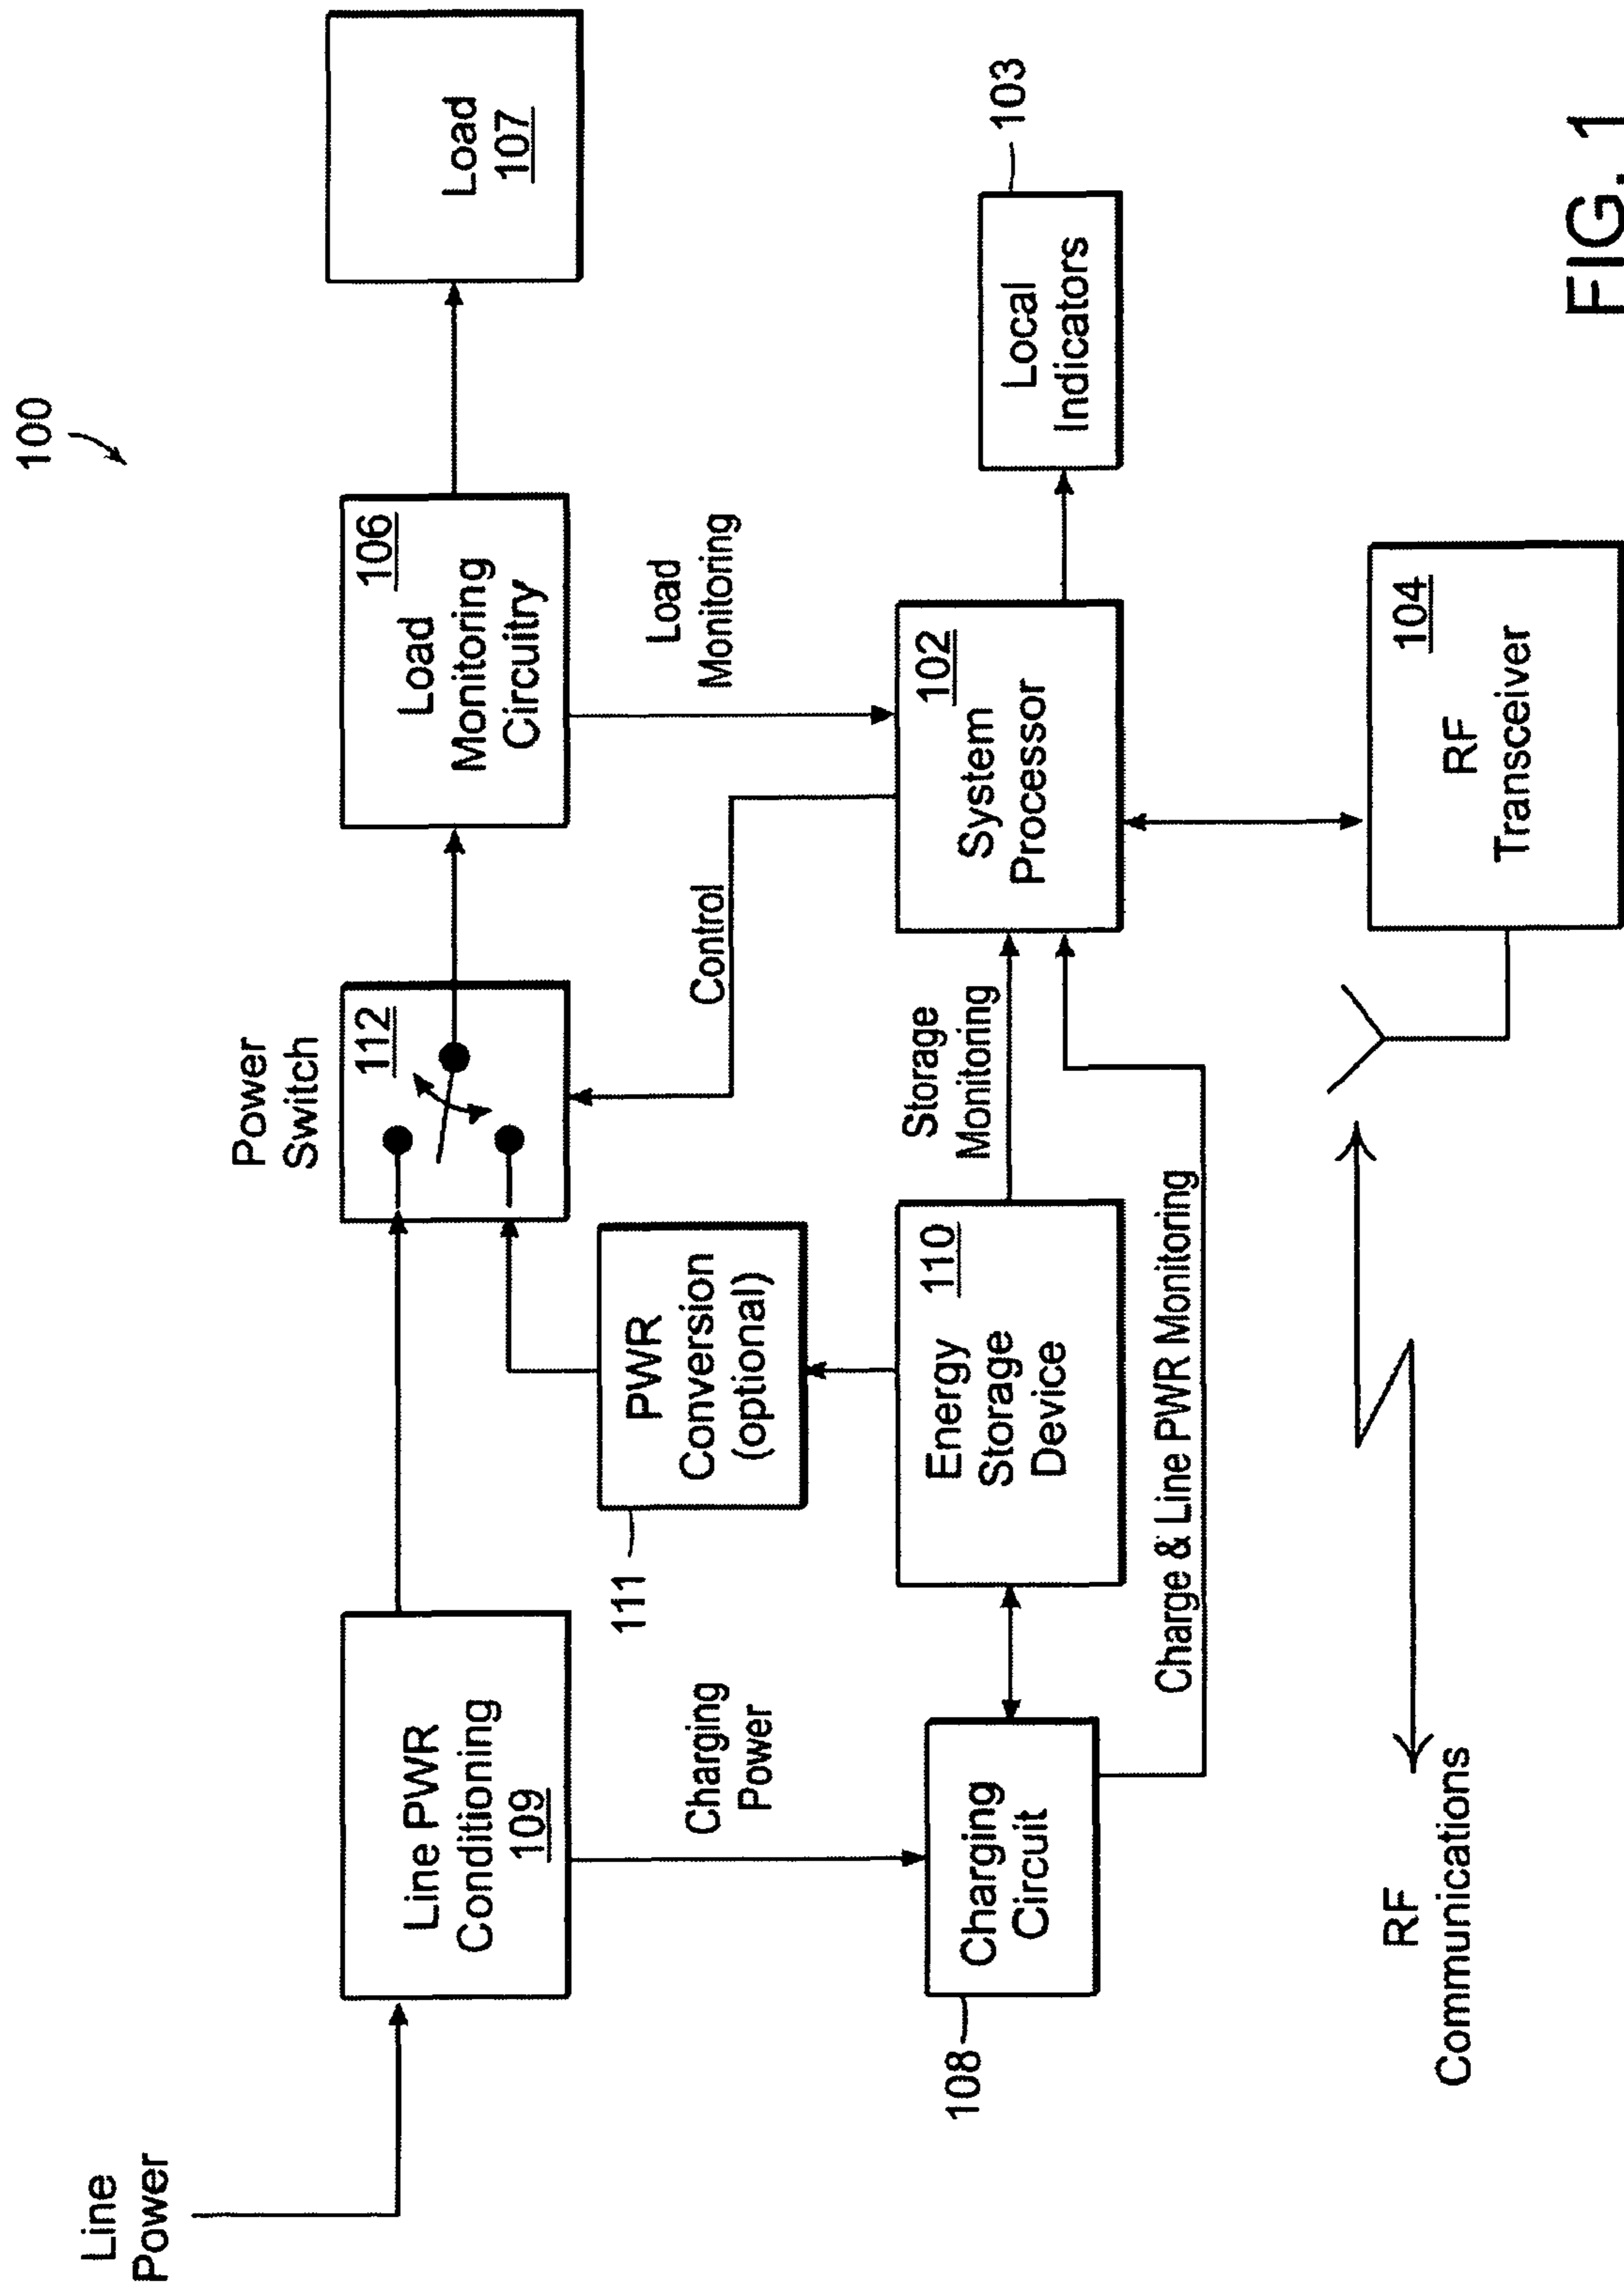 100
Line
Power
Line PWR
Conditioning
109
Power
Switch
112
106
Load
Monitoring
Circuitry
Load
107
Charging
Power
111
PWR
Conversion
(optional)
Control
Load
Monitoring
108
Charging
Circuit
110
Energy
Storage
Device
Storage
Monitoring
102
System
Processor
Local
Indicators
103
Charge & Line PWR Monitoring
RF
Communications
104
RF
Transceiver
FIG. 1